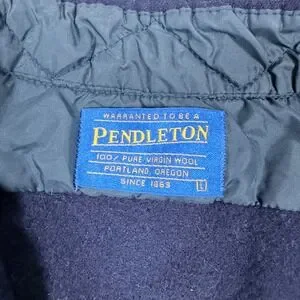 WARRANTED TO BE A
PENDLETON
100% PURE VIRGIN WOOL
PORTLAND, OREGON
SINCE 1863 L